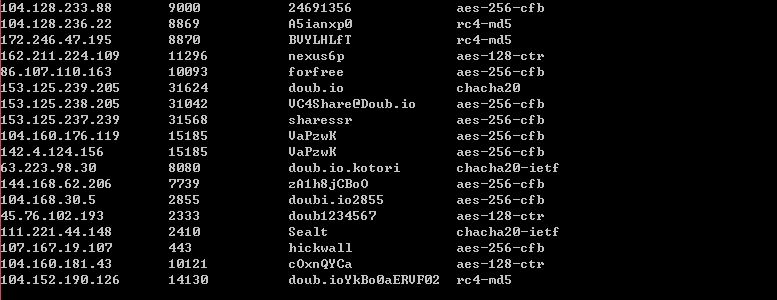 104.128.233.88 9000 24691356 aes-256-cfb
104.128.236.22 8869 A5ianxp0 rc4-md5
172.246.47.195 8870 BVYLHLfT rc4-md5
162.211.224.109 11296 nexus6p aes-128-ctr
86.107.110.163 10093 forfree aes-256-cfb
153.125.239.205 31624 doub.io chacha20
153.125.238.205 31042 VC4Share@Doub.io aes-256-cfb
153.125.237.239 31568 sharessr aes-256-cfb
104.160.176.119 15185 VaPzwK aes-256-cfb
142.4.124.156 15185 VaPzwK aes-256-cfb
63.223.98.30 8080 doub.io.kotori chacha20-ietf
144.168.62.206 7739 zA1h8jCBoO aes-256-cfb
104.168.30.5 2855 doubi.io2855 aes-256-cfb
45.76.102.193 2333 doub1234567 aes-128-ctr
111.221.44.148 2410 Sealt chacha20-ietf
107.167.19.107 443 hickwall aes-256-cfb
104.160.181.43 10121 cOxnQYCa aes-128-ctr
104.152.190.126 14130 doub.ioYkBo0aERVF02 rc4-md5